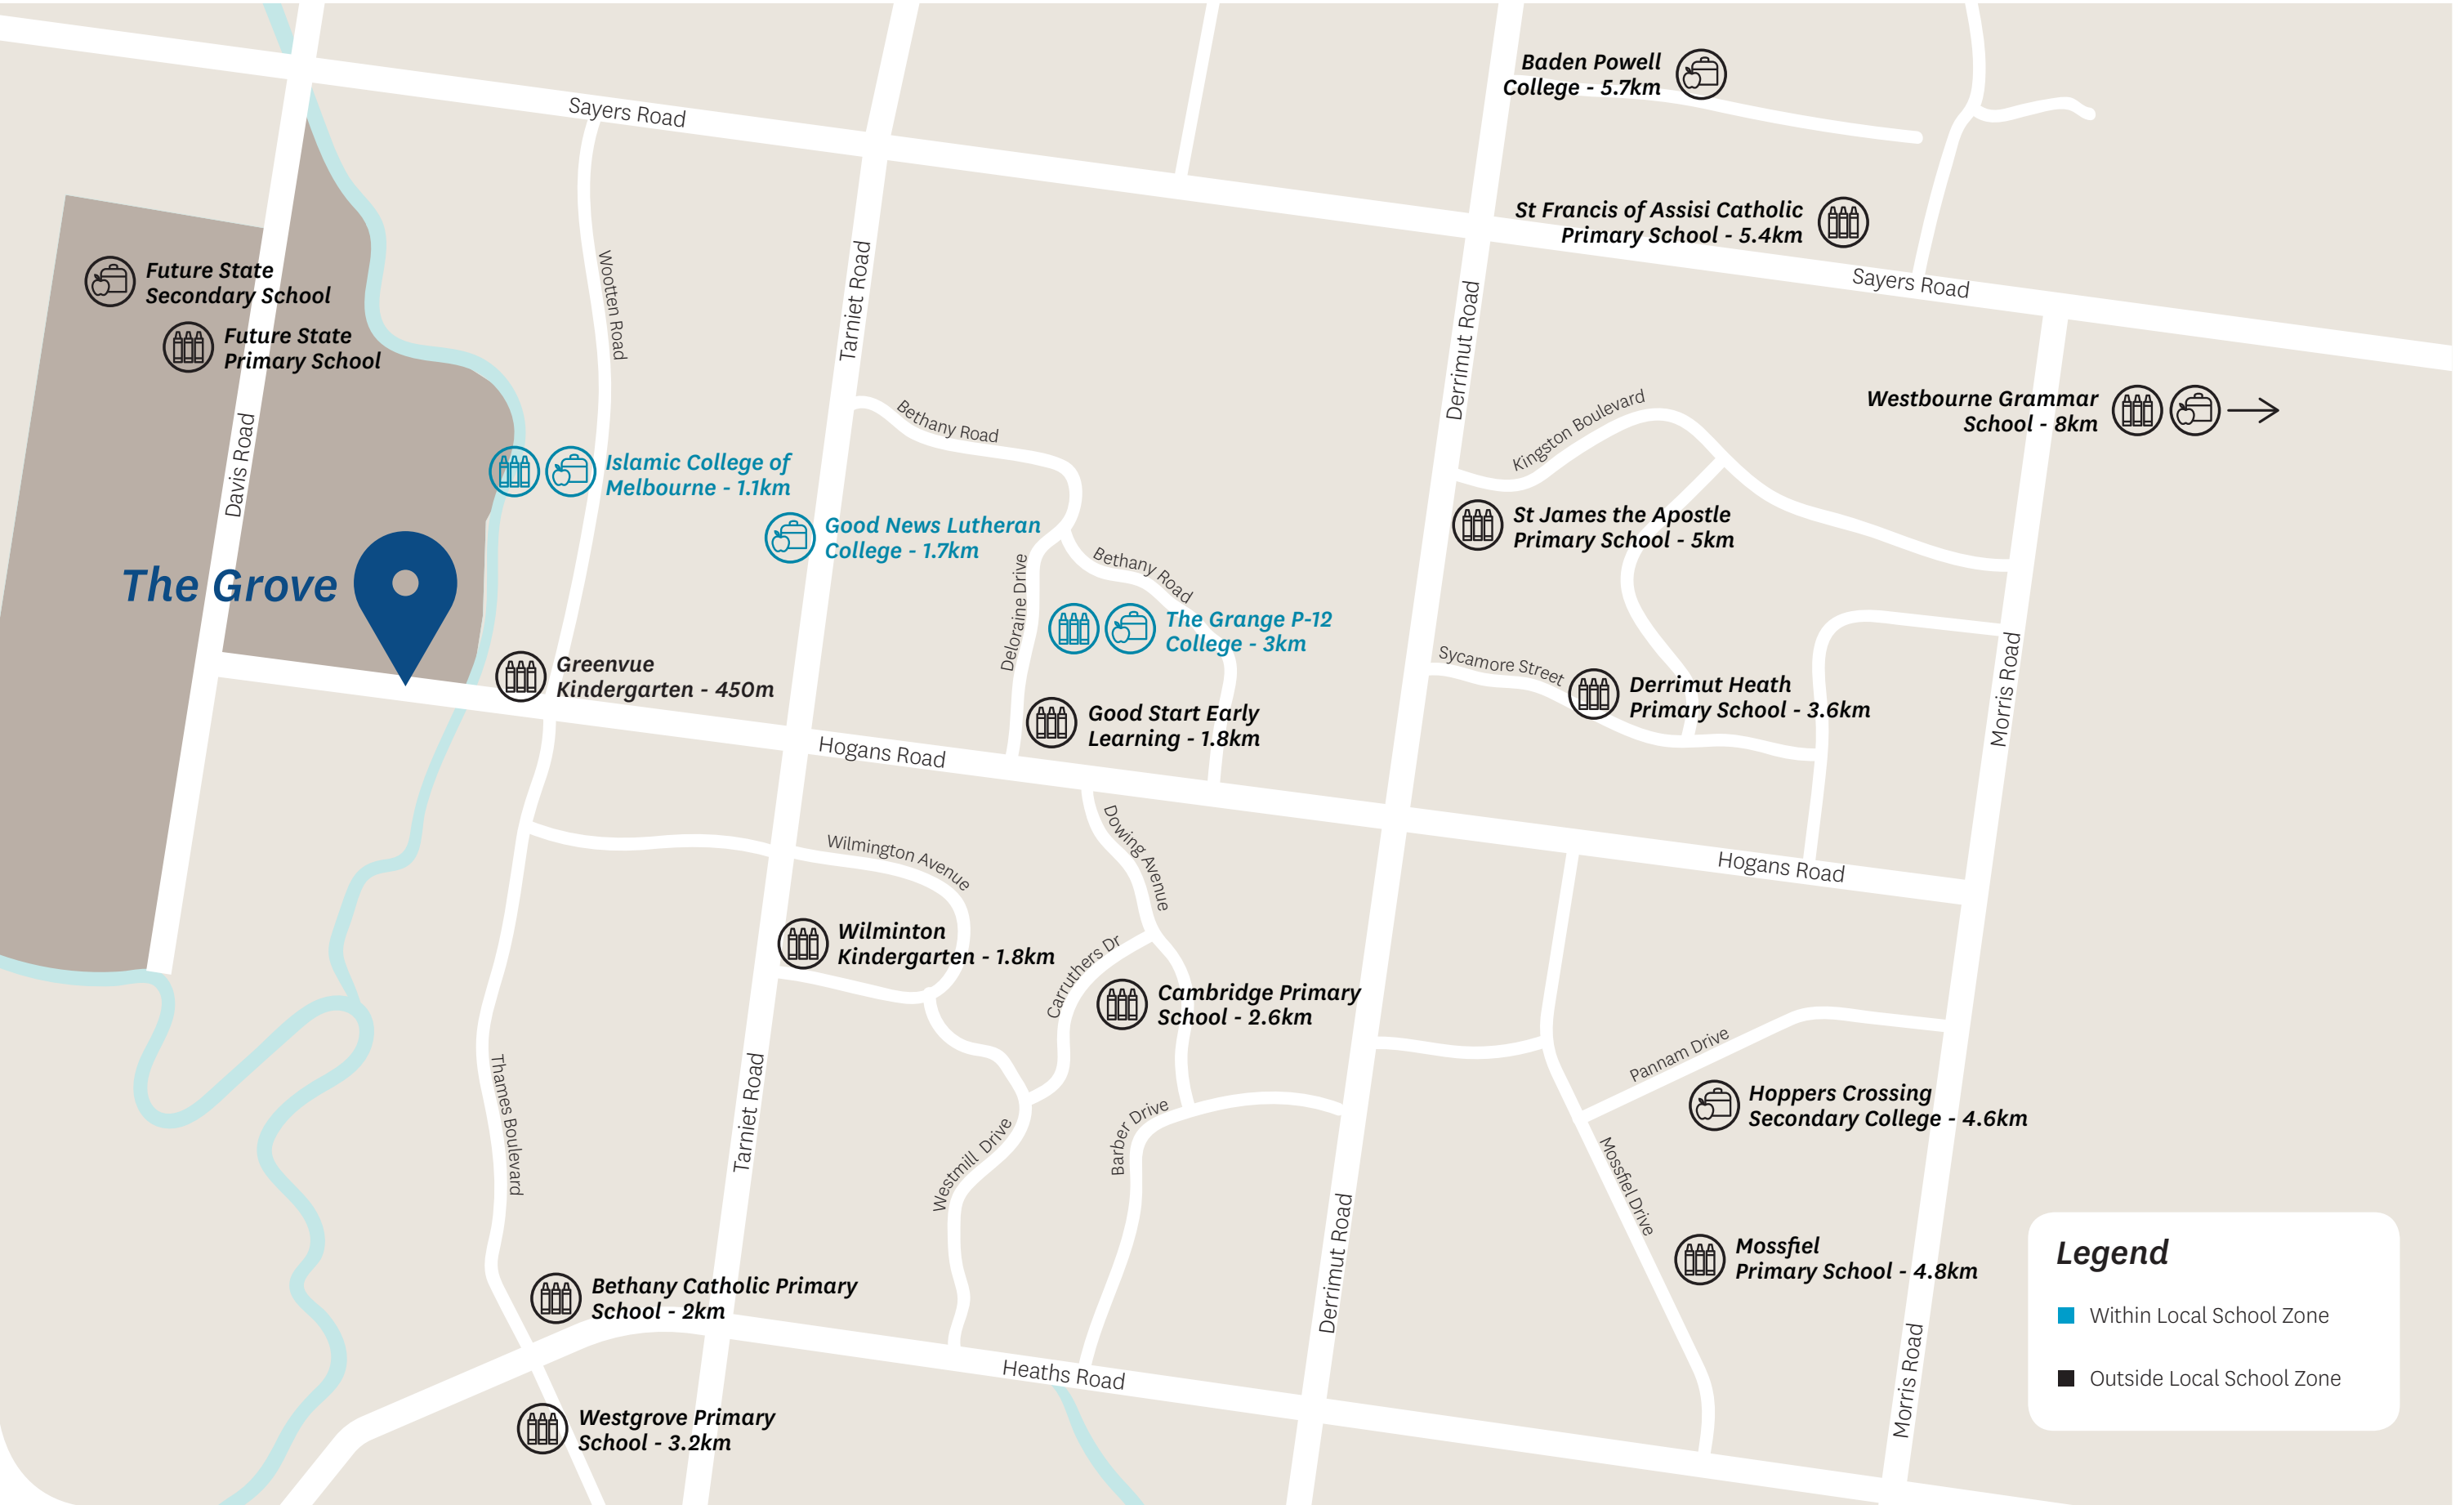 Baden Powell
College - 5.7km
Sayers Road
St Francis of Assisi Catholic
Primary School - 5.4km
Future State
Secondary School
Future State
Primary School
Wootten Road
Tarniet Road
Derrimut Road
Sayers Road
Westbourne Grammar
School - 8km
Davis Road
Bethany Road
Kingston Boulevard
Islamic College of
Melbourne - 1.1km
Good News Lutheran
College - 1.7km
St James the Apostle
Primary School - 5km
The Grove
Deloraine Drive
Bethany Road
The Grange P-12
College - 3km
Greenvue
Kindergarten - 450m
Sycamore Street
Derrimut Heath
Primary School - 3.6km
Morris Road
Good Start Early
Learning - 1.8km
Hogans Road
Wilmington Avenue
Dowing Avenue
Hogans Road
Wilminton
Kindergarten - 1.8km
Carruthers Dr
Cambridge Primary
School - 2.6km
Thames Boulevard
Tarniet Road
Westmill Drive
Barber Drive
Pannam Drive
Hoppers Crossing
Secondary College - 4.6km
Mossfiel Drive
Derrimut Road
Mossfiel
Primary School - 4.8km
Bethany Catholic Primary
School - 2km
Heaths Road
Morris Road
Westgrove Primary
School - 3.2km
Legend
Within Local School Zone
Outside Local School Zone